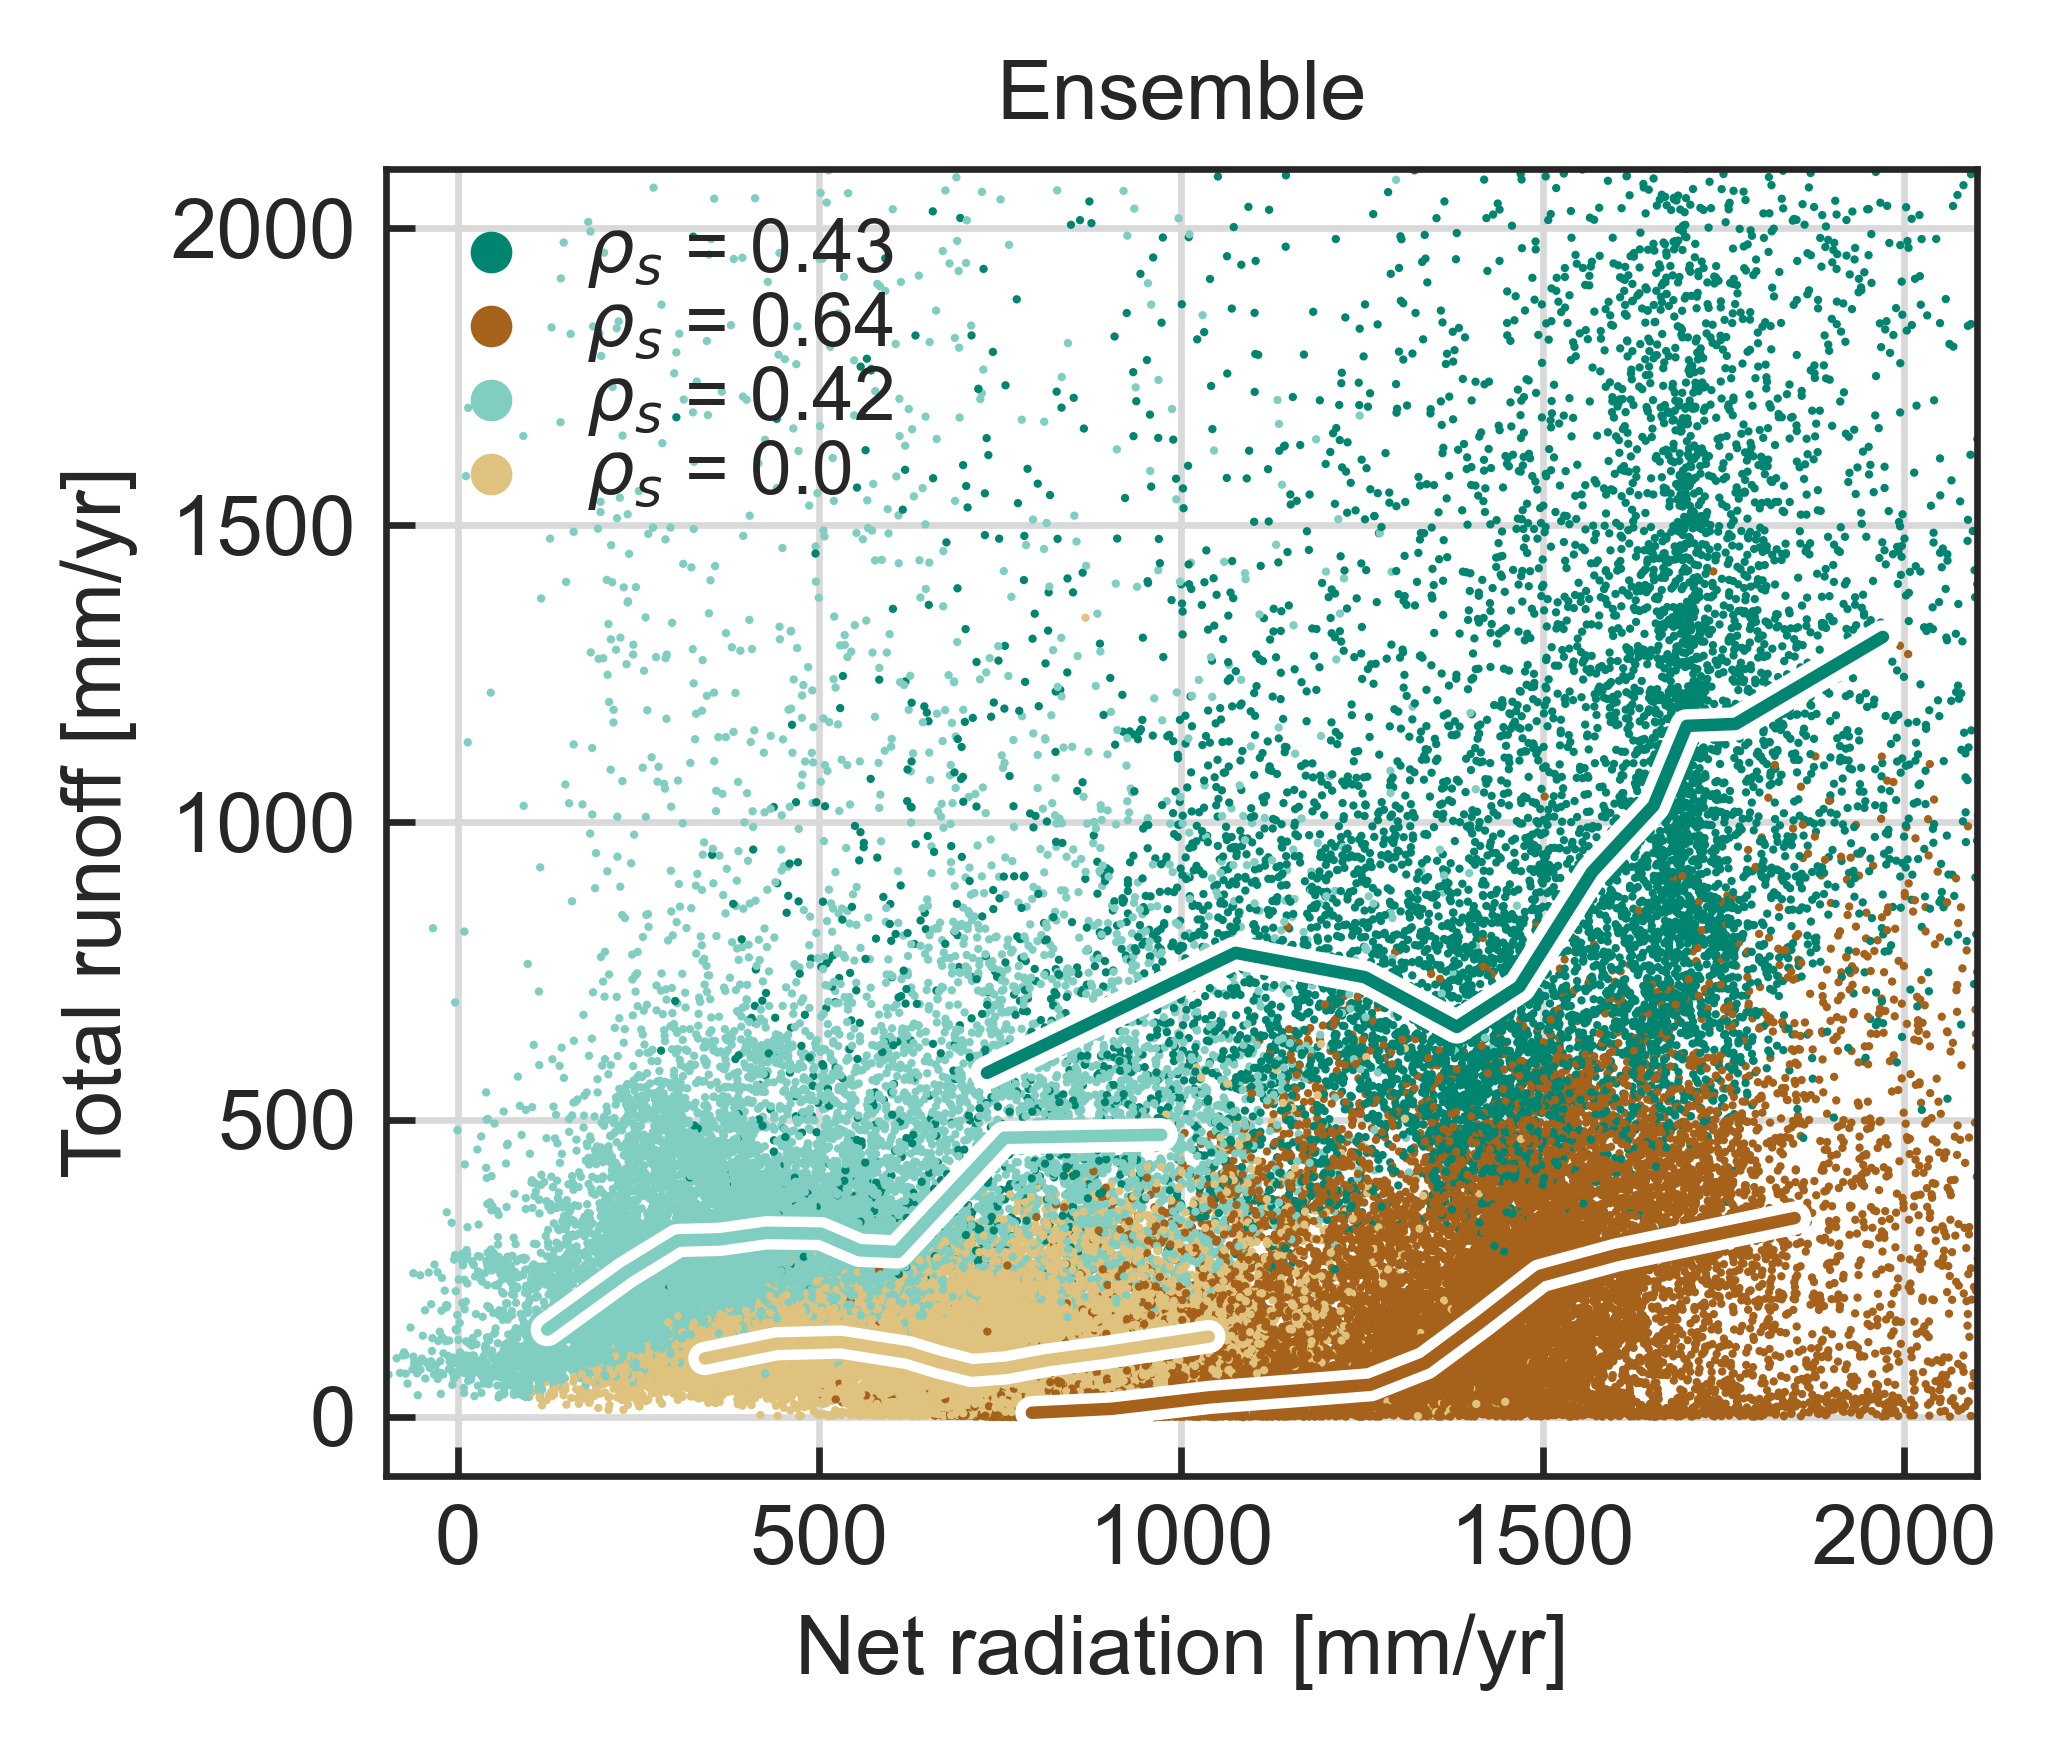 Ensemble
2000
1500
1000
500
0
Total runoff [mm/yr]
ρs = 0.43
ρs = 0.64
ρs = 0.42
ρs = 0.0
0 500 1000 1500 2000
Net radiation [mm/yr]